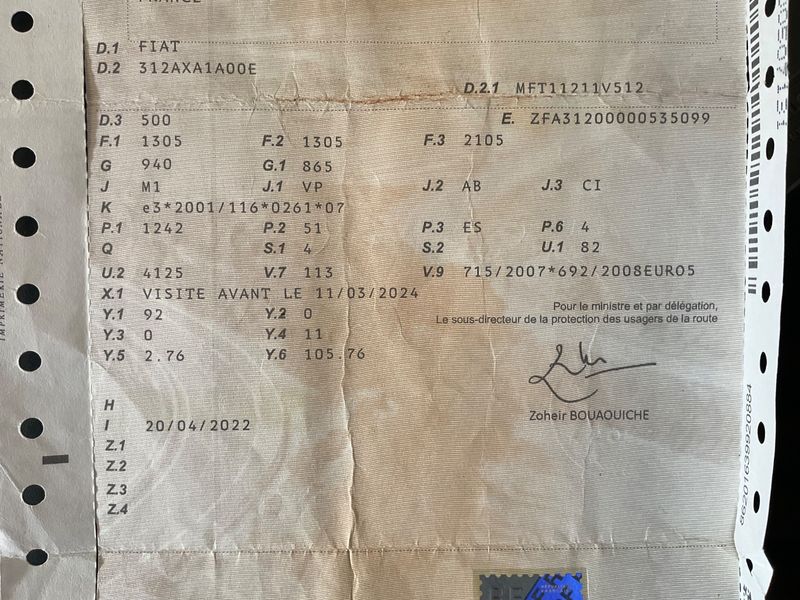 FRANCE
D.1 FIAT
D.2 312AXA1A00E
D.2.1 MFT11211V512
D.3 500 E. ZFA31200000535099
F.1 1305 F.2 1305 F.3 2105
G 940 G.1 865
J M1 J.1 VP J.2 AB J.3 CI
K e3*2001/116*0261*07
P.1 1242 P.2 51 P.3 ES P.6 4
Q S.1 4 S.2 U.1 82
U.2 4125 V.7 113 V.9 715/2007*692/2008EURO5
X.1 VISITE AVANT LE 11/03/2024
Y.1 92 Y.2 0
Y.3 0 Y.4 11
Y.5 2.76 Y.6 105.76
Pour le ministre et par délégation,
Le sous-directeur de la protection des usagers de la route
Zoheir BOUAOUICHE
H
I 20/04/2022
Z.1
Z.2
Z.3
Z.4
IMPRIMERIE NATIONALE